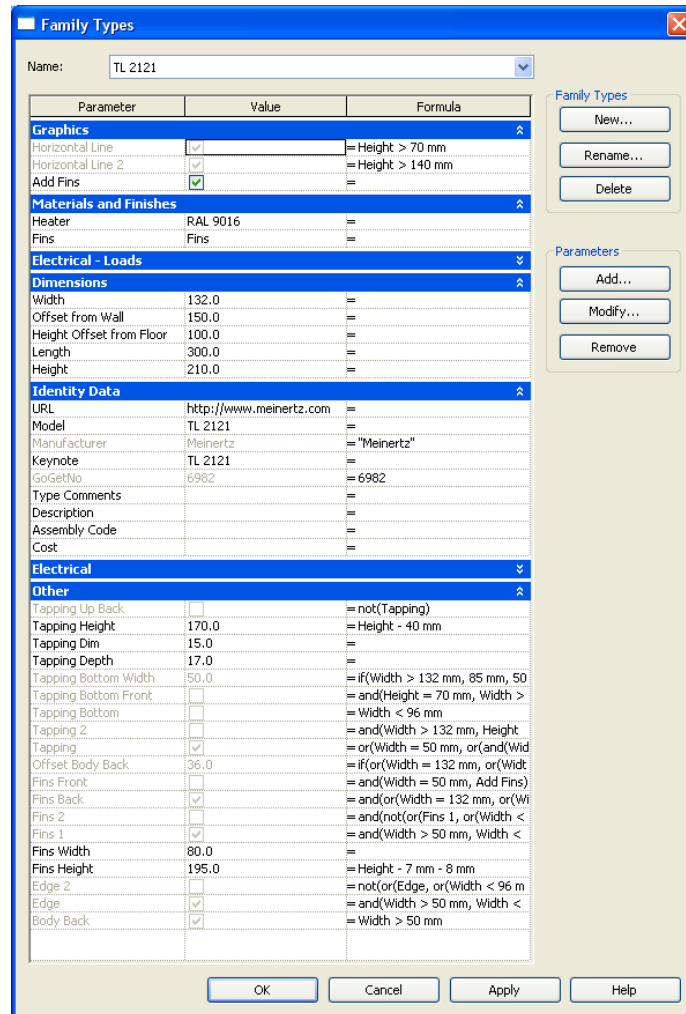 Family Types
Name: TL 2121
Parameter Value Formula
Graphics
Horizontal Line = Height > 70 mm
Horizontal Line 2 = Height > 140 mm
Add Fins =
Materials and Finishes
Heater RAL 9016 =
Fins Fins =
Electrical - Loads
Dimensions
Width 132.0 =
Offset from Wall 150.0 =
Height Offset from Floor 100.0 =
Length 300.0 =
Height 210.0 =
Identity Data
URL http://www.meinertz.com =
Model TL 2121 =
Manufacturer Meinertz = "Meinertz"
Keynote TL 2121 =
GoGetNo 6982 = 6982
Type Comments =
Description =
Assembly Code =
Cost =
Electrical
Other
Tapping Up Back = not(Tapping)
Tapping Height 170.0 = Height - 40 mm
Tapping Dim 15.0 =
Tapping Depth 17.0 =
Tapping Bottom Width 50.0 = if(Width > 132 mm, 85 mm, 50
Tapping Bottom Front = and(Height = 70 mm, Width >
Tapping Bottom = Width < 96 mm
Tapping 2 = and(Width > 132 mm, Height
Tapping = or(Width = 50 mm, or(and(Wid
Offset Body Back 36.0 = if(or(Width = 132 mm, or(Widt
Fins Front = and(Width = 50 mm, Add Fins)
Fins Back = and(or(Width = 132 mm, or(Wi
Fins 2 = and(not(or(Fins 1, or(Width <
Fins 1 = and(Width > 50 mm, Width <
Fins Width 80.0 =
Fins Height 195.0 = Height - 7 mm - 8 mm
Edge 2 = not(or(Edge, or(Width < 96 m
Edge = and(Width > 50 mm, Width <
Body Back = Width > 50 mm
Family Types
New...
Rename...
Delete
Parameters
Add...
Modify...
Remove
OK Cancel Apply Help